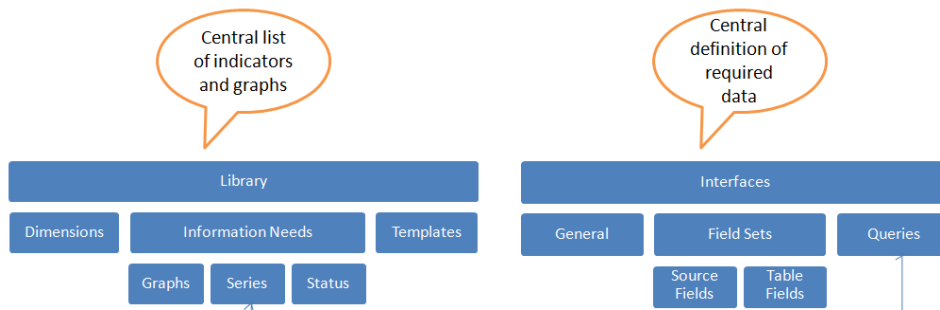 Central list
of indicators
and graphs
Central
definition of
required
data
Library
Interfaces
Dimensions
Information Needs
Templates
General
Field Sets
Queries
Graphs
Series
Status
Source
Fields
Table
Fields